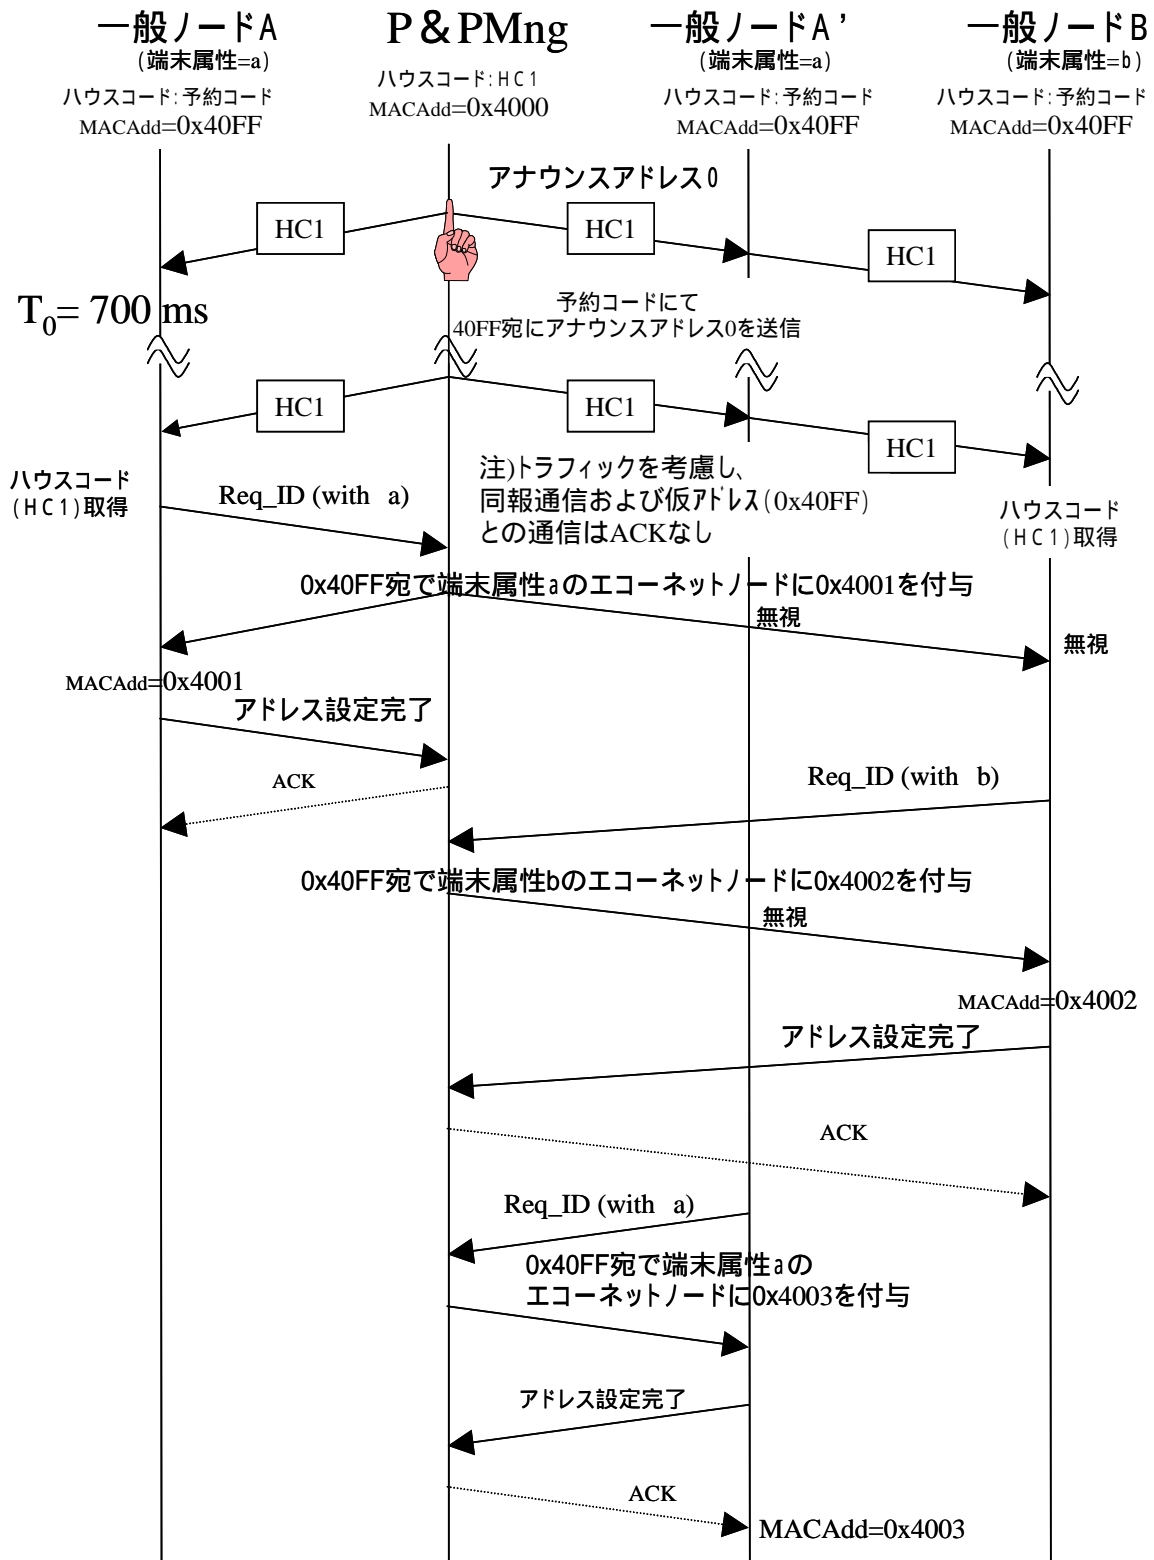 一般ノードA
(端末属性=a)
ハウスコード:予約コード
MACAdd=0x40FF
P&PMng
ハウスコード:HC1
MACAdd=0x4000
一般ノードA'
(端末属性=a)
ハウスコード:予約コード
MACAdd=0x40FF
一般ノードB
(端末属性=b)
ハウスコード:予約コード
MACAdd=0x40FF
アナウンスアドレス0
HC1
HC1
HC1
T0= 700 ms
予約コードにて
40FF宛にアナウンスアドレス0を送信
HC1
HC1
HC1
ハウスコード
(HC1)取得
Req_ID (with a)
注)トラフィックを考慮し、
同報通信および仮アドレス(0x40FF)
との通信はACKなし
ハウスコード
(HC1)取得
0x40FF宛で端末属性aのエコーネットノードに0x4001を付与
無視
無視
MACAdd=0x4001
アドレス設定完了
ACK
Req_ID (with b)
0x40FF宛で端末属性bのエコーネットノードに0x4002を付与
無視
MACAdd=0x4002
アドレス設定完了
ACK
Req_ID (with a)
0x40FF宛で端末属性aの
エコーネットノードに0x4003を付与
アドレス設定完了
ACK
MACAdd=0x4003